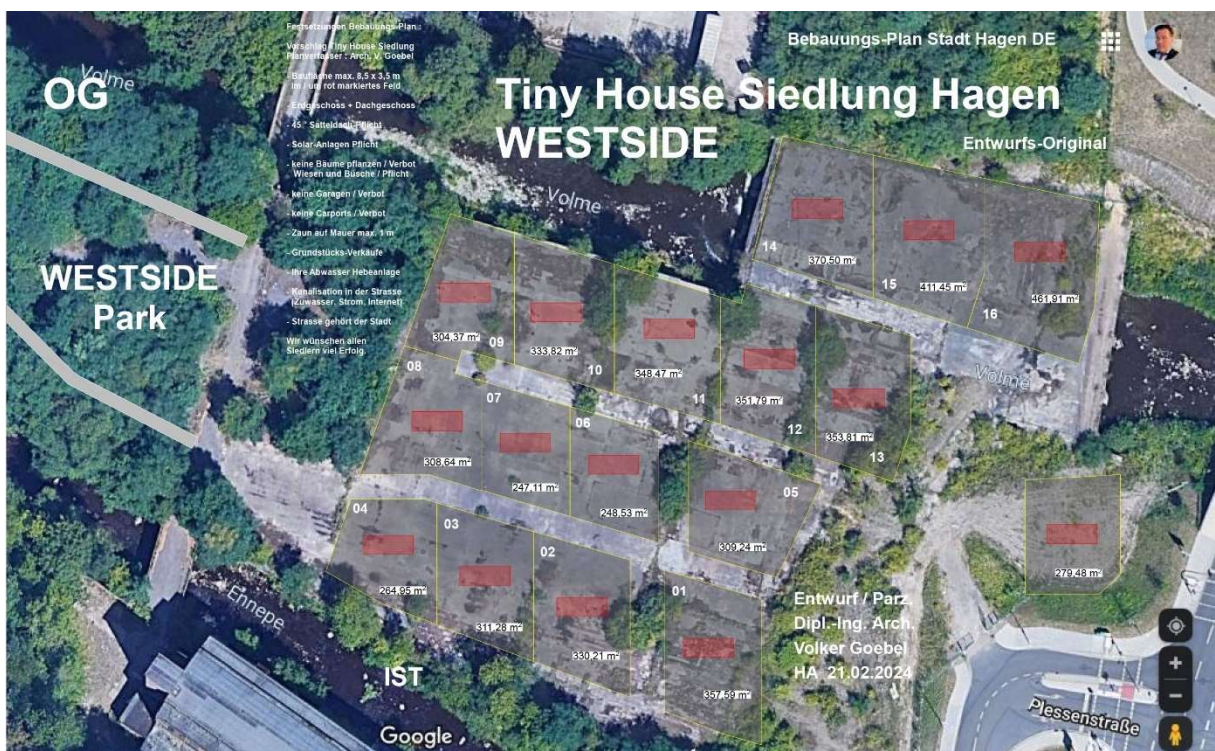 Festsetzungen Bebauungs-Plan :
Vorschlag Tiny House Siedlung
Planverfasser : Arch. V. Goebel
- Baufläche max. 8,5 x 3,5 m
im / um rot markiertes Feld
- Erdgeschoss + Dachgeschoss
- 45 ° Satteldach-Pflicht
- Solar-Anlagen Pflicht
- keine Bäume pflanzen / Verbot
Wiesen und Büsche / Pflicht
- keine Garagen / Verbot
- keine Carports / Verbot
- Zaun auf Mauer max. 1 m
- Grundstücks-Verkäufe
- Ihre Abwasser Hebeanlage
- Kanalisation in der Strasse
(Zuwasser, Strom, Internet)
- Strasse gehört der Stadt
Wir wünschen allen
Siedlern viel Erfolg.
Bebauungs-Plan Stadt Hagen DE
Tiny House Siedlung Hagen
WESTSIDE
Entwurfs-Original
Volme
OG
WESTSIDE
Park
Volme
14
370,50 m²
15
411,45 m²
16
461,91 m²
Volme
304,37 m²
09
333,82 m²
10
348,47 m²
11
351,79 m²
12
353,81 m²
13
08
308,64 m²
07
247,11 m²
06
248,53 m²
05
309,24 m²
279,48 m²
04
264,95 m²
03
311,28 m²
02
330,21 m²
01
357,59 m²
Entwurf / Parz.
Dipl.-Ing. Arch.
Volker Goebel
HA 21.02.2024
Ennepe
IST
Google
Plessenstraße
+
−